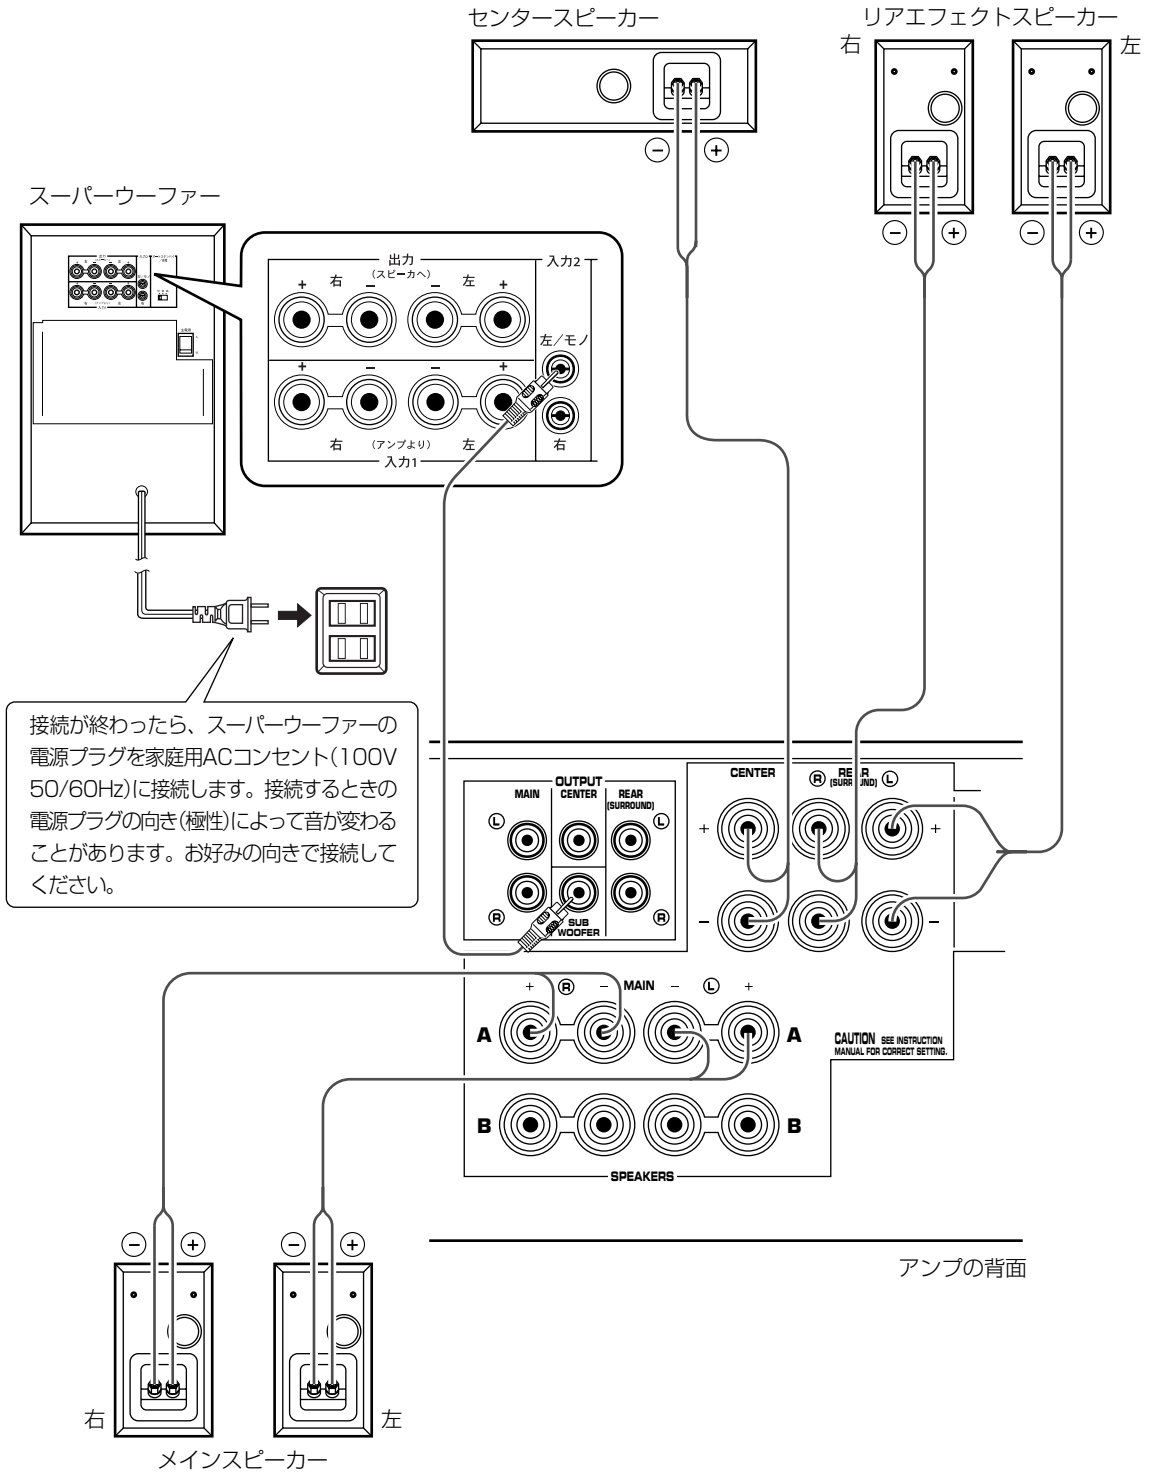 センタースピーカー
リアエフェクトスピーカー
右
左
− +
− +
− +
スーパーウーファー
出力
(スピーカへ)
入力2
+ 右 − − 左 +
左/モノ
+ − − +
右 (アンプより) 左
右
入力1
接続が終わったら、スーパーウーファーの
電源プラグを家庭用ACコンセント(100V
50/60Hz)に接続します。接続するときの
電源プラグの向き(極性)によって音が変わる
ことがあります。お好みの向きで接続して
ください。
OUTPUT
MAIN
CENTER
REAR
(SURROUND)
L
L
R
R
SUB
WOOFER
CENTER
R REAR L
(SURROUND)
+ +
− −
+ R − MAIN − L +
A A
B B
CAUTION SEE INSTRUCTION
MANUAL FOR CORRECT SETTING.
SPEAKERS
− +
− +
アンプの背面
右
左
メインスピーカー